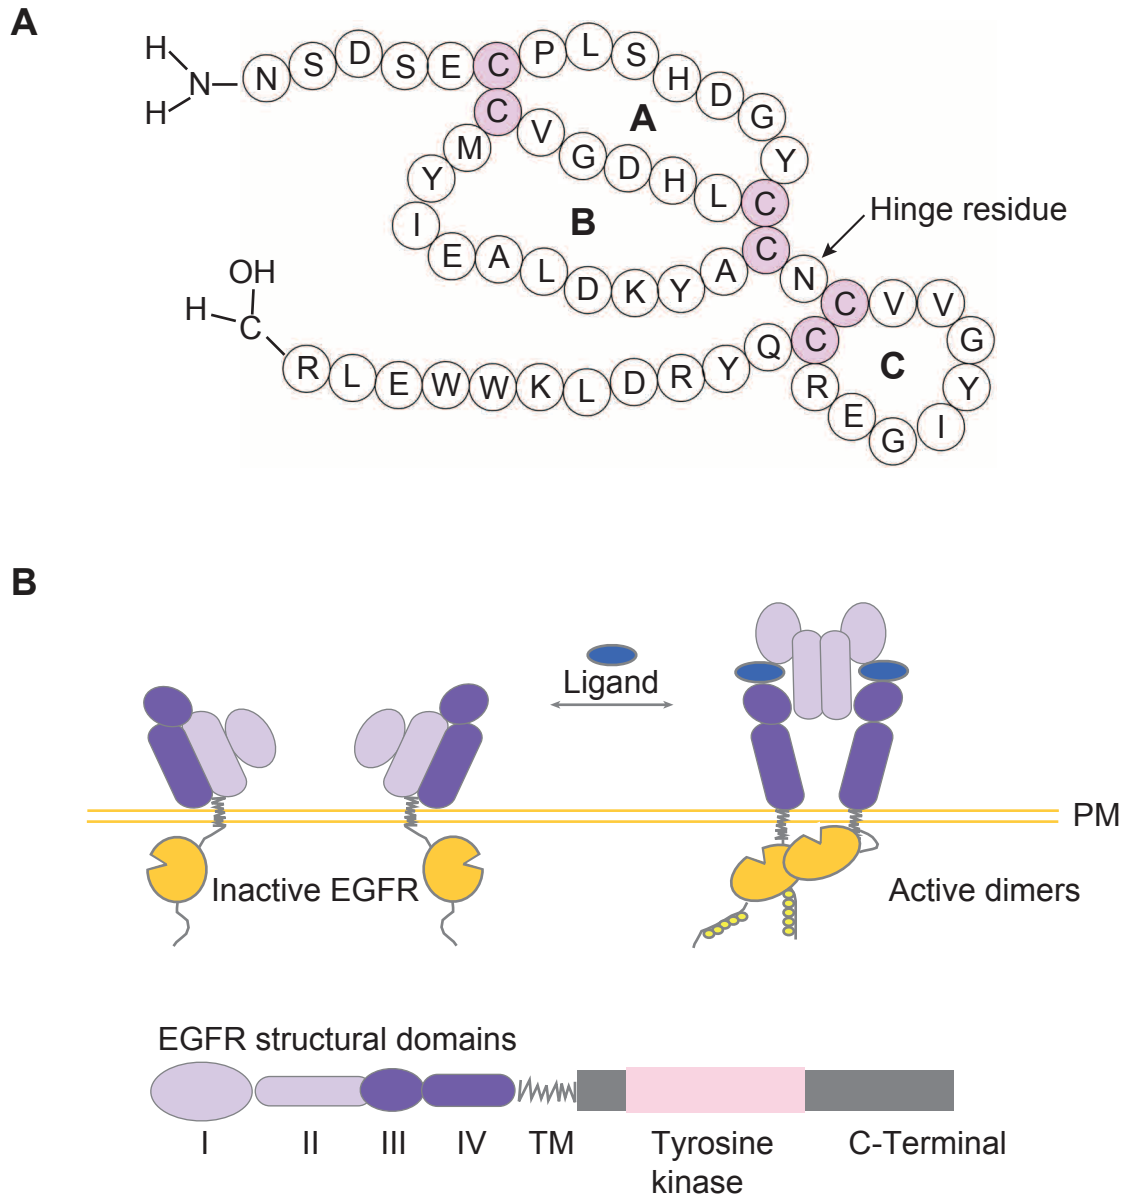 A
H
N
H
N S D S E C P L S H D G Y
C V G D H L C
A
M Y I E A L D K Y A C N
B
Hinge residue
C V V G Y I G E R C
C
OH
H
C
R L E W W K L D R Y Q
B
Ligand
PM
Inactive EGFR
Active dimers
EGFR structural domains
I II III IV TM Tyrosine kinase C-Terminal